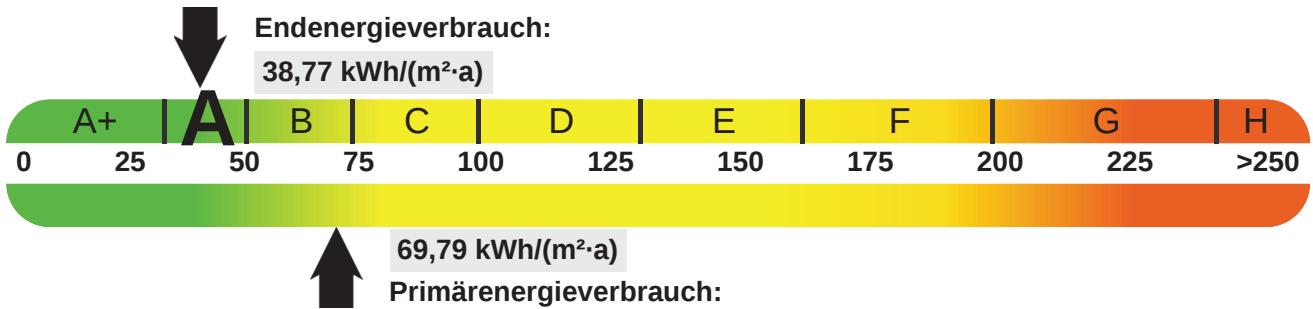 Endenergieverbrauch:
38,77 kWh/(m²·a)
A+ A B C D E F G H
0 25 50 75 100 125 150 175 200 225 >250
69,79 kWh/(m²·a)
Primärenergieverbrauch: